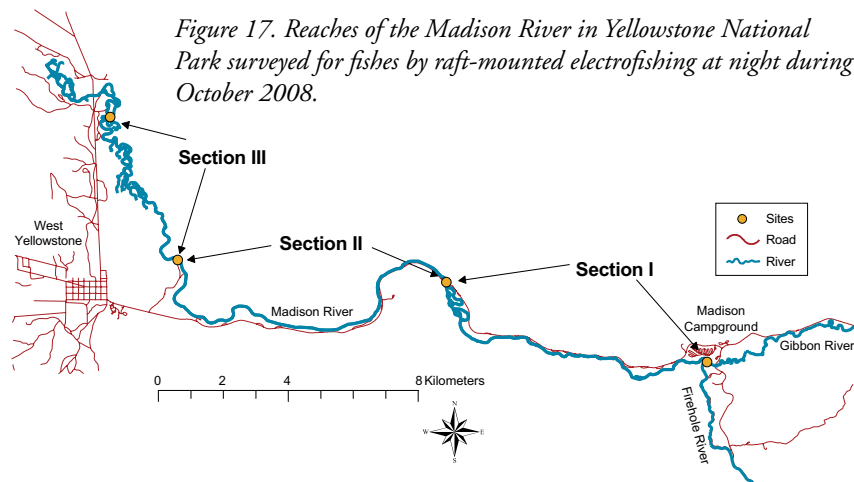 Figure 17. Reaches of the Madison River in Yellowstone National
Park surveyed for fishes by raft-mounted electrofishing at night during
October 2008.
Section III
West
Yellowstone
Section II
Section I
Sites
Road
River
Madison River
Madison
Campground
Gibbon River
Firehole River
0 2 4 8 Kilometers
N
W E
S